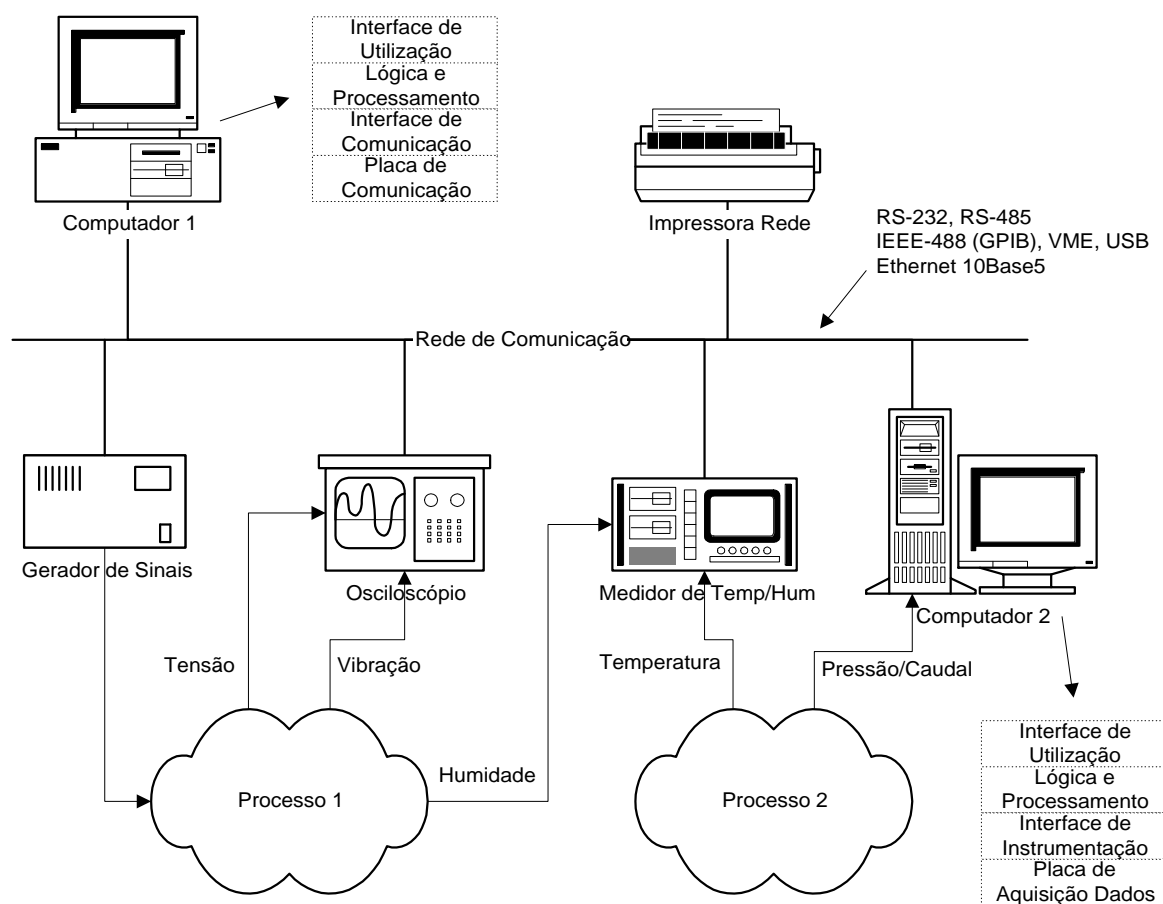 Interface de
Utilização
Lógica e
Processamento
Interface de
Comunicação
Placa de
Comunicação
Computador 1
Impressora Rede
RS-232, RS-485
IEEE-488 (GPIB), VME, USB
Ethernet 10Base5
Rede de Comunicação
Gerador de Sinais
Osciloscópio
Medidor de Temp/Hum
Computador 2
Tensão
Vibração
Temperatura
Pressão/Caudal
Humidade
Processo 1
Processo 2
Interface de
Utilização
Lógica e
Processamento
Interface de
Instrumentação
Placa de
Aquisição Dados